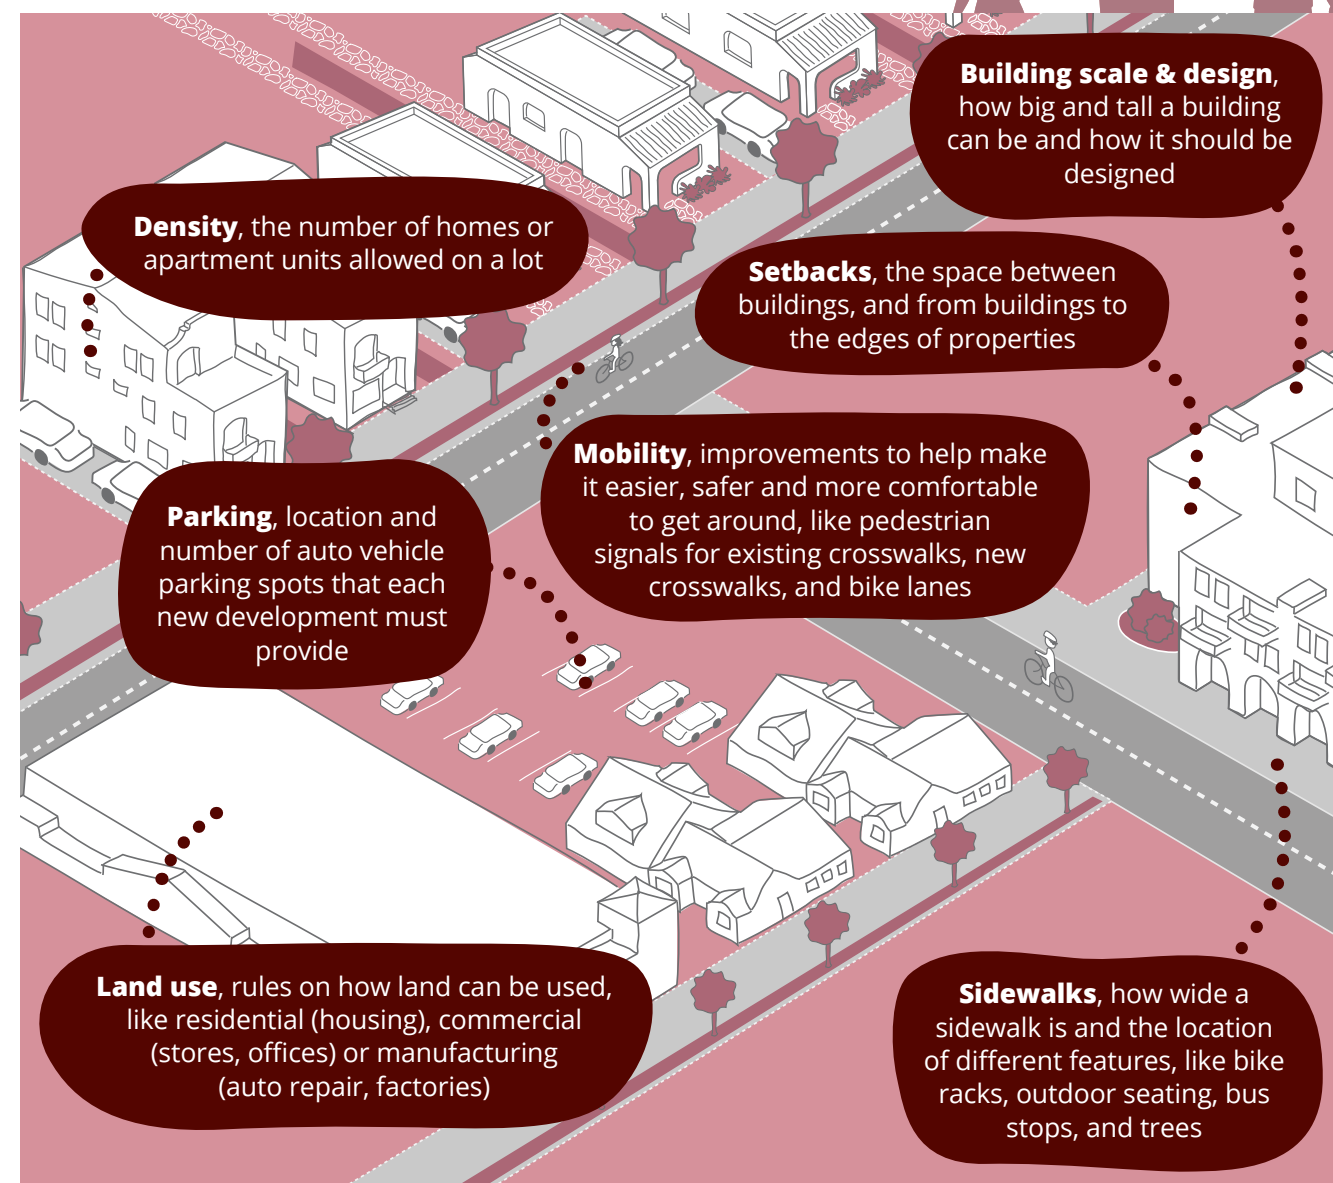 Building scale & design,
how big and tall a building
can be and how it should be
designed
Density, the number of homes or
apartment units allowed on a lot
Setbacks, the space between
buildings, and from buildings to
the edges of properties
Mobility, improvements to help make
it easier, safer and more comfortable
to get around, like pedestrian
signals for existing crosswalks, new
crosswalks, and bike lanes
Parking, location and
number of auto vehicle
parking spots that each
new development must
provide
Land use, rules on how land can be used,
like residential (housing), commercial
(stores, offices) or manufacturing
(auto repair, factories)
Sidewalks, how wide a
sidewalk is and the location
of different features, like bike
racks, outdoor seating, bus
stops, and trees